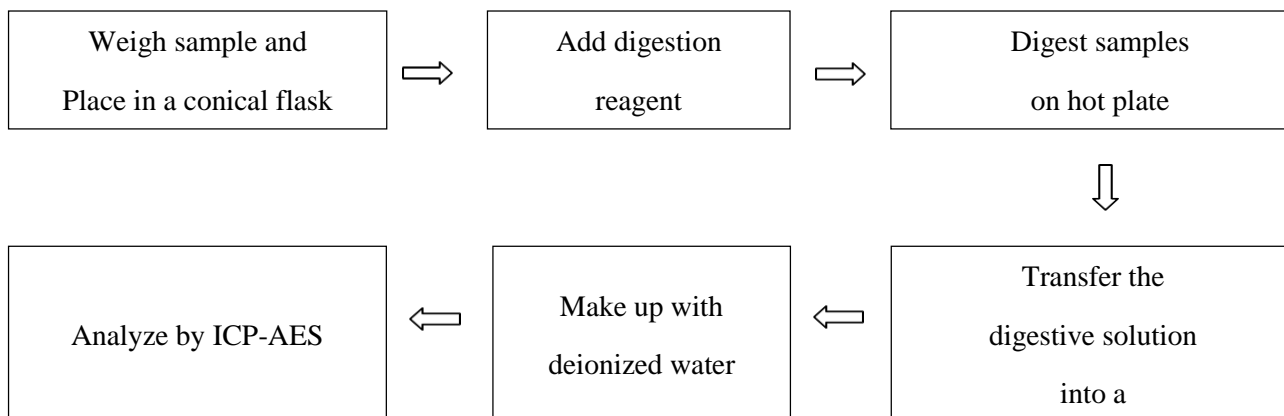 Weigh sample and
Place in a conical flask
Add digestion
reagent
Digest samples
on hot plate
Transfer the
digestive solution
into a
Make up with
deionized water
Analyze by ICP-AES